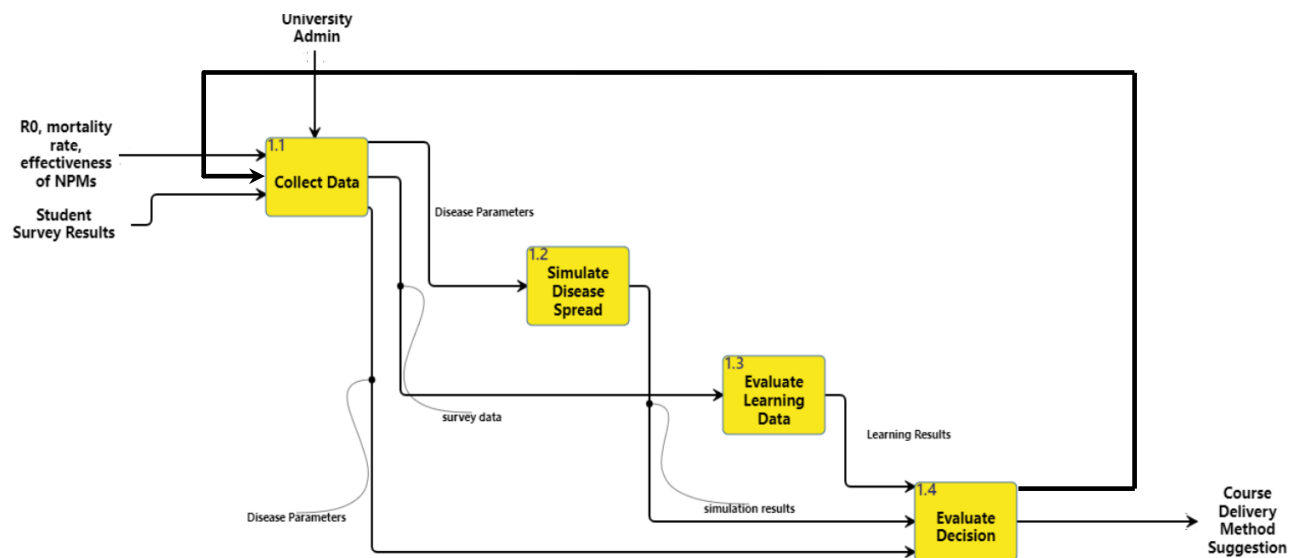 University
Admin
R0, mortality
rate,
effectiveness
of NPMs
Student
Survey Results
1.1
Collect Data
Disease Parameters
1.2
Simulate
Disease
Spread
1.3
Evaluate
Learning
Data
survey data
Learning Results
1.4
Evaluate
Decision
simulation results
Disease Parameters
Course
Delivery
Method
Suggestion